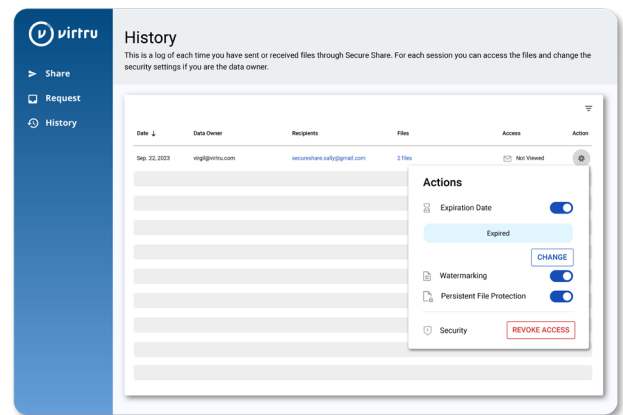 virtru
Share
Request
History
History
This is a log of each time you have sent or received files through Secure Share. For each session you can access the files and change the
security settings if you are the data owner.
Date ↓ Data Owner Recipients Files Access Action
Sep. 22, 2023 virgil@virtru.com secureshare.sally@gmail.com 2 files Not Viewed
Actions
Expiration Date
Expired
CHANGE
Watermarking
Persistent File Protection
Security REVOKE ACCESS